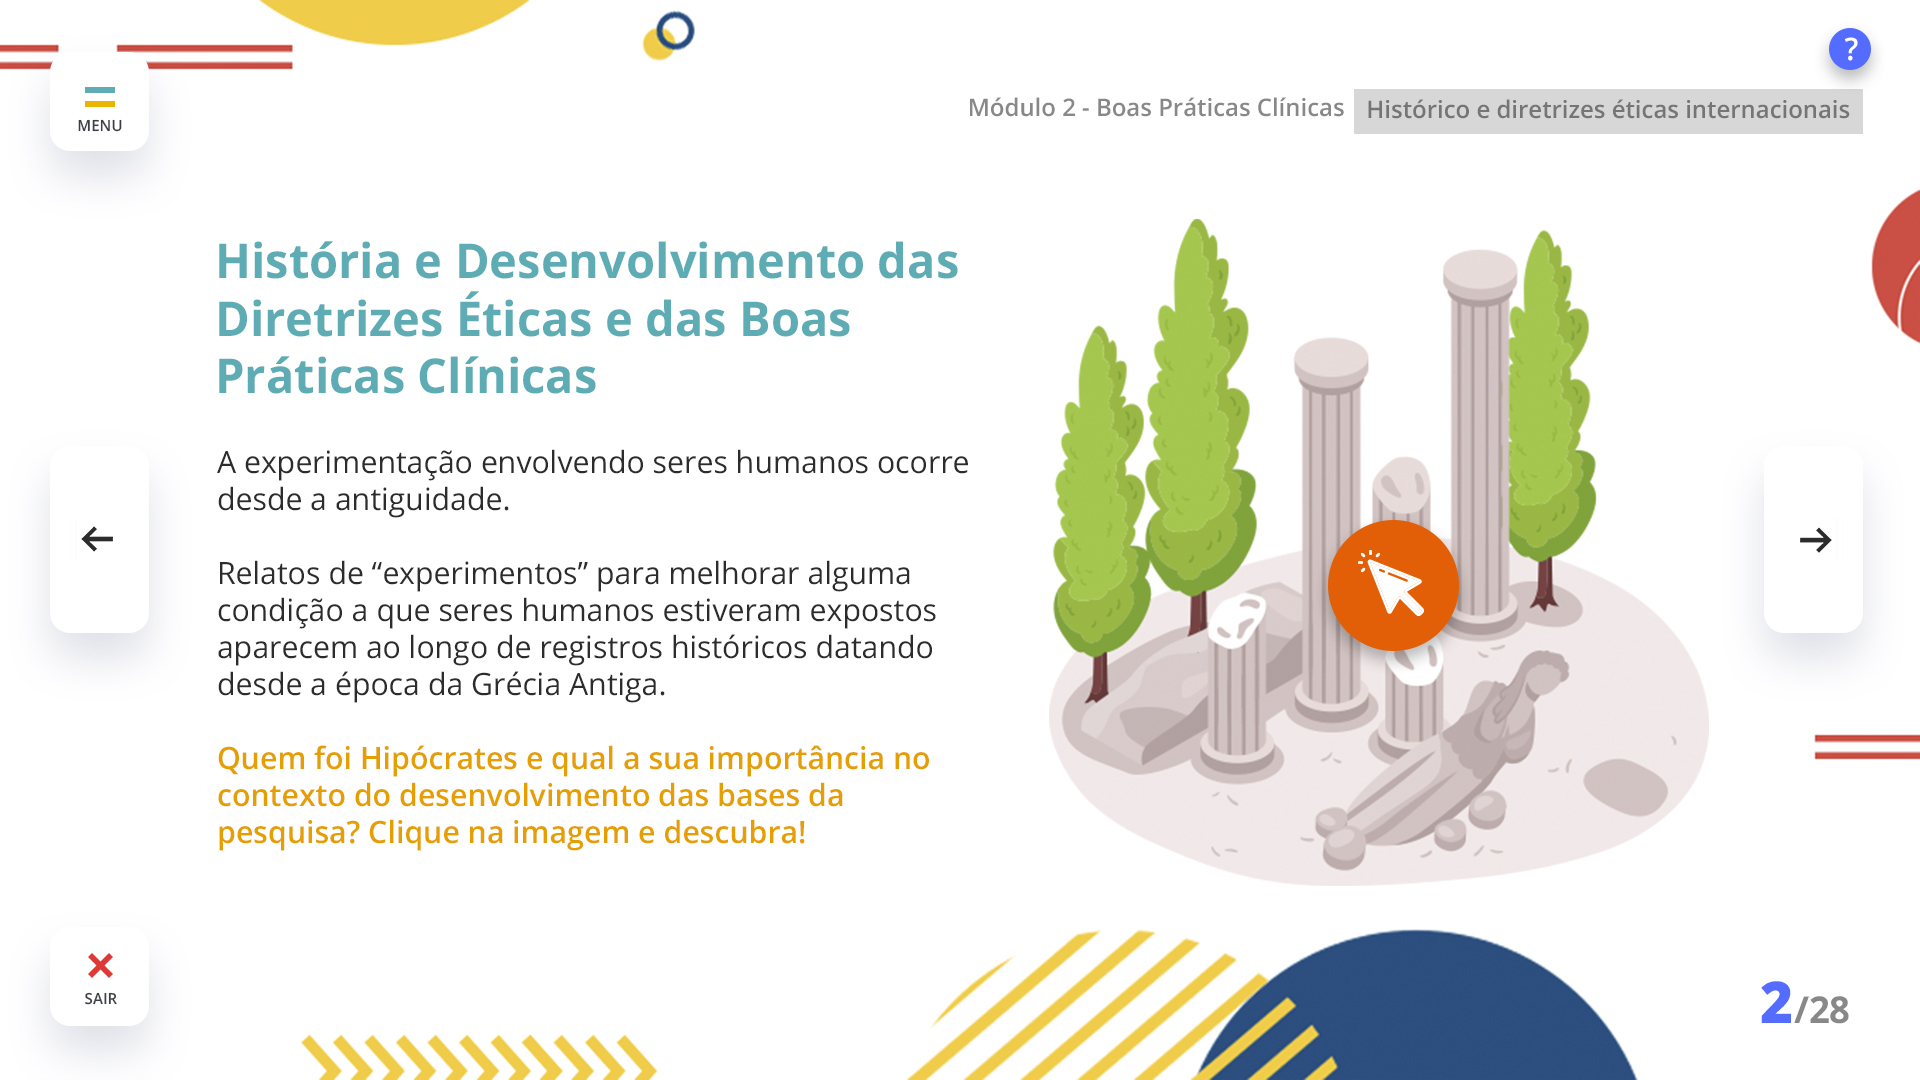 ?
MENU
Módulo 2 - Boas Práticas Clínicas
Histórico e diretrizes éticas internacionais
História e Desenvolvimento das
Diretrizes Éticas e das Boas
Práticas Clínicas
A experimentação envolvendo seres humanos ocorre
desde a antiguidade.
Relatos de “experimentos” para melhorar alguma
condição a que seres humanos estiveram expostos
aparecem ao longo de registros históricos datando
desde a época da Grécia Antiga.
Quem foi Hipócrates e qual a sua importância no
contexto do desenvolvimento das bases da
pesquisa? Clique na imagem e descubra!
SAIR
2/28